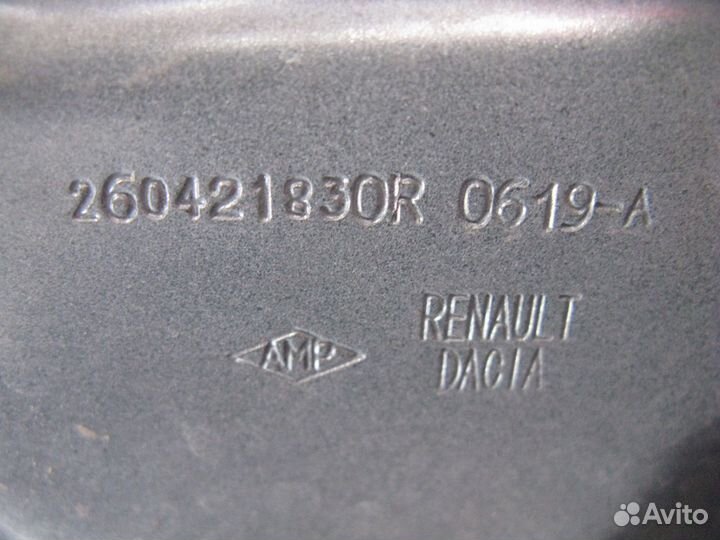 260421830R 0619-A
RENAULT
AMP DACIA
Avito